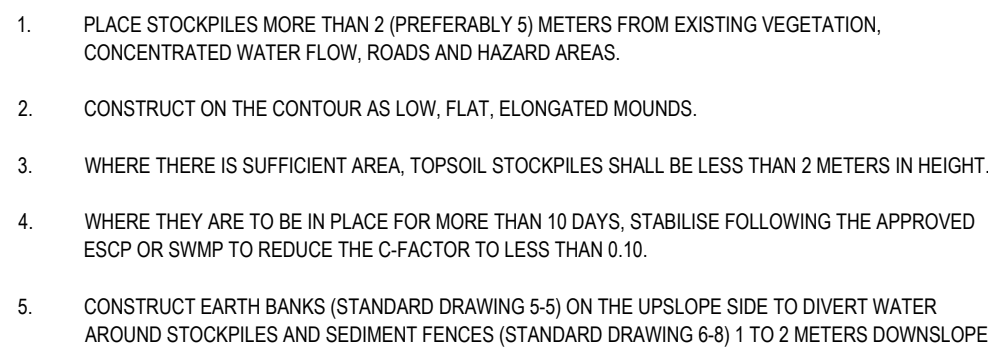 1. PLACE STOCKPILES MORE THAN 2 (PREFERABLY 5) METERS FROM EXISTING VEGETATION,
CONCENTRATED WATER FLOW, ROADS AND HAZARD AREAS.
2. CONSTRUCT ON THE CONTOUR AS LOW, FLAT, ELONGATED MOUNDS.
3. WHERE THERE IS SUFFICIENT AREA, TOPSOIL STOCKPILES SHALL BE LESS THAN 2 METERS IN HEIGHT.
4. WHERE THEY ARE TO BE IN PLACE FOR MORE THAN 10 DAYS, STABILISE FOLLOWING THE APPROVED
ESCP OR SWMP TO REDUCE THE C-FACTOR TO LESS THAN 0.10.
5. CONSTRUCT EARTH BANKS (STANDARD DRAWING 5-5) ON THE UPSLOPE SIDE TO DIVERT WATER
AROUND STOCKPILES AND SEDIMENT FENCES (STANDARD DRAWING 6-8) 1 TO 2 METERS DOWNSLOPE